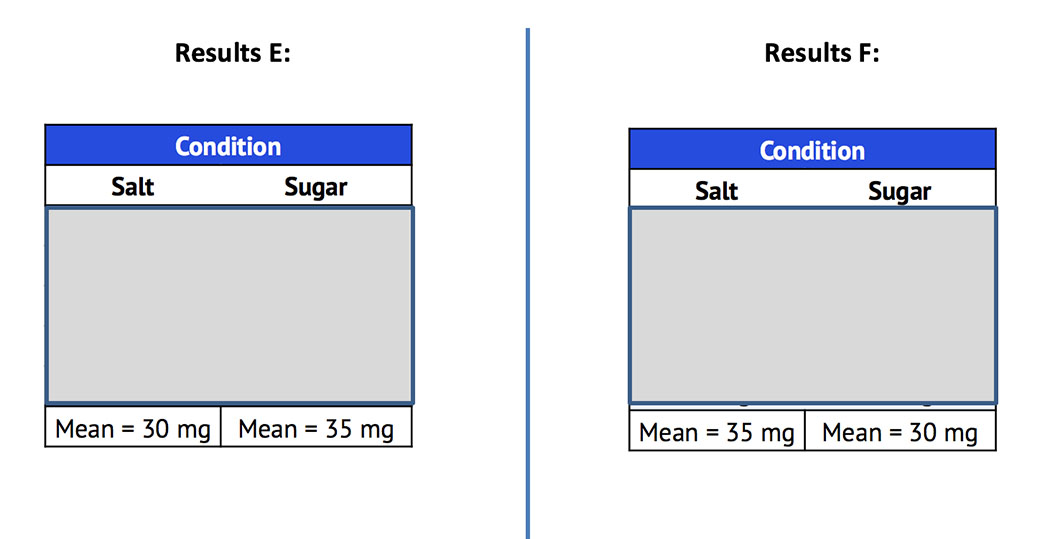 Results E:
Condition
Salt Sugar
Mean = 30 mg Mean = 35 mg
Results F:
Condition
Salt Sugar
Mean = 35 mg Mean = 30 mg